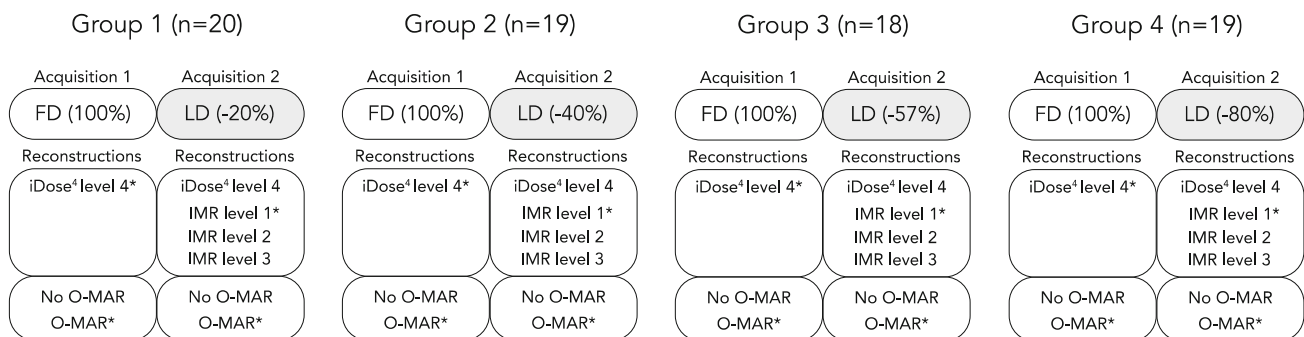 Group 1 (n=20)
Acquisition 1 Acquisition 2
FD (100%) LD (-20%)
Reconstructions Reconstructions
iDose⁴ level 4* iDose⁴ level 4
IMR level 1*
IMR level 2
IMR level 3
No O-MAR No O-MAR
O-MAR* O-MAR*
Group 2 (n=19)
Acquisition 1 Acquisition 2
FD (100%) LD (-40%)
Reconstructions Reconstructions
iDose⁴ level 4* iDose⁴ level 4
IMR level 1*
IMR level 2
IMR level 3
No O-MAR No O-MAR
O-MAR* O-MAR*
Group 3 (n=18)
Acquisition 1 Acquisition 2
FD (100%) LD (-57%)
Reconstructions Reconstructions
iDose⁴ level 4* iDose⁴ level 4
IMR level 1*
IMR level 2
IMR level 3
No O-MAR No O-MAR
O-MAR* O-MAR*
Group 4 (n=19)
Acquisition 1 Acquisition 2
FD (100%) LD (-80%)
Reconstructions Reconstructions
iDose⁴ level 4* iDose⁴ level 4
IMR level 1*
IMR level 2
IMR level 3
No O-MAR No O-MAR
O-MAR* O-MAR*